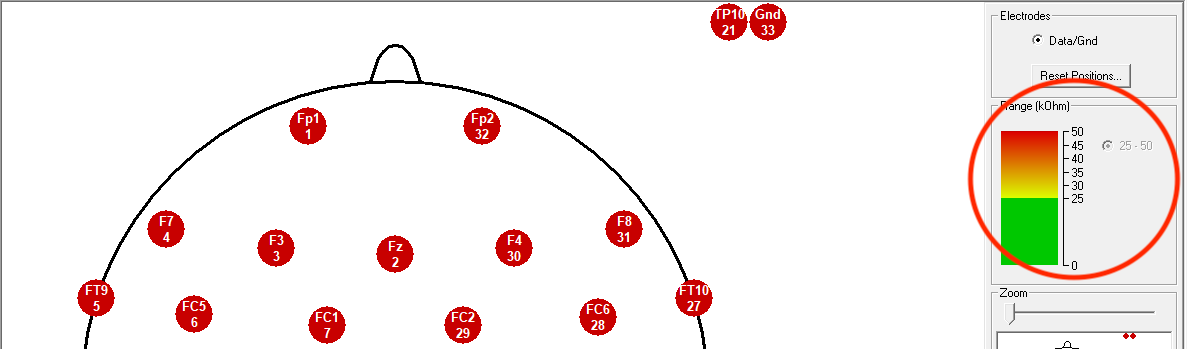 TP10 Gnd
21 33
Electrodes
Data/Gnd
Reset Positions...
Range (kOhm)
50
45
40
35
30
25
0
25 - 50
Fp1 Fp2
1 32
F7 F8
4 31
F3 Fz F4
3 2 30
FT9 FT10
5 27
FC5 FC6
6 28
FC1 FC2
7 29
Zoom